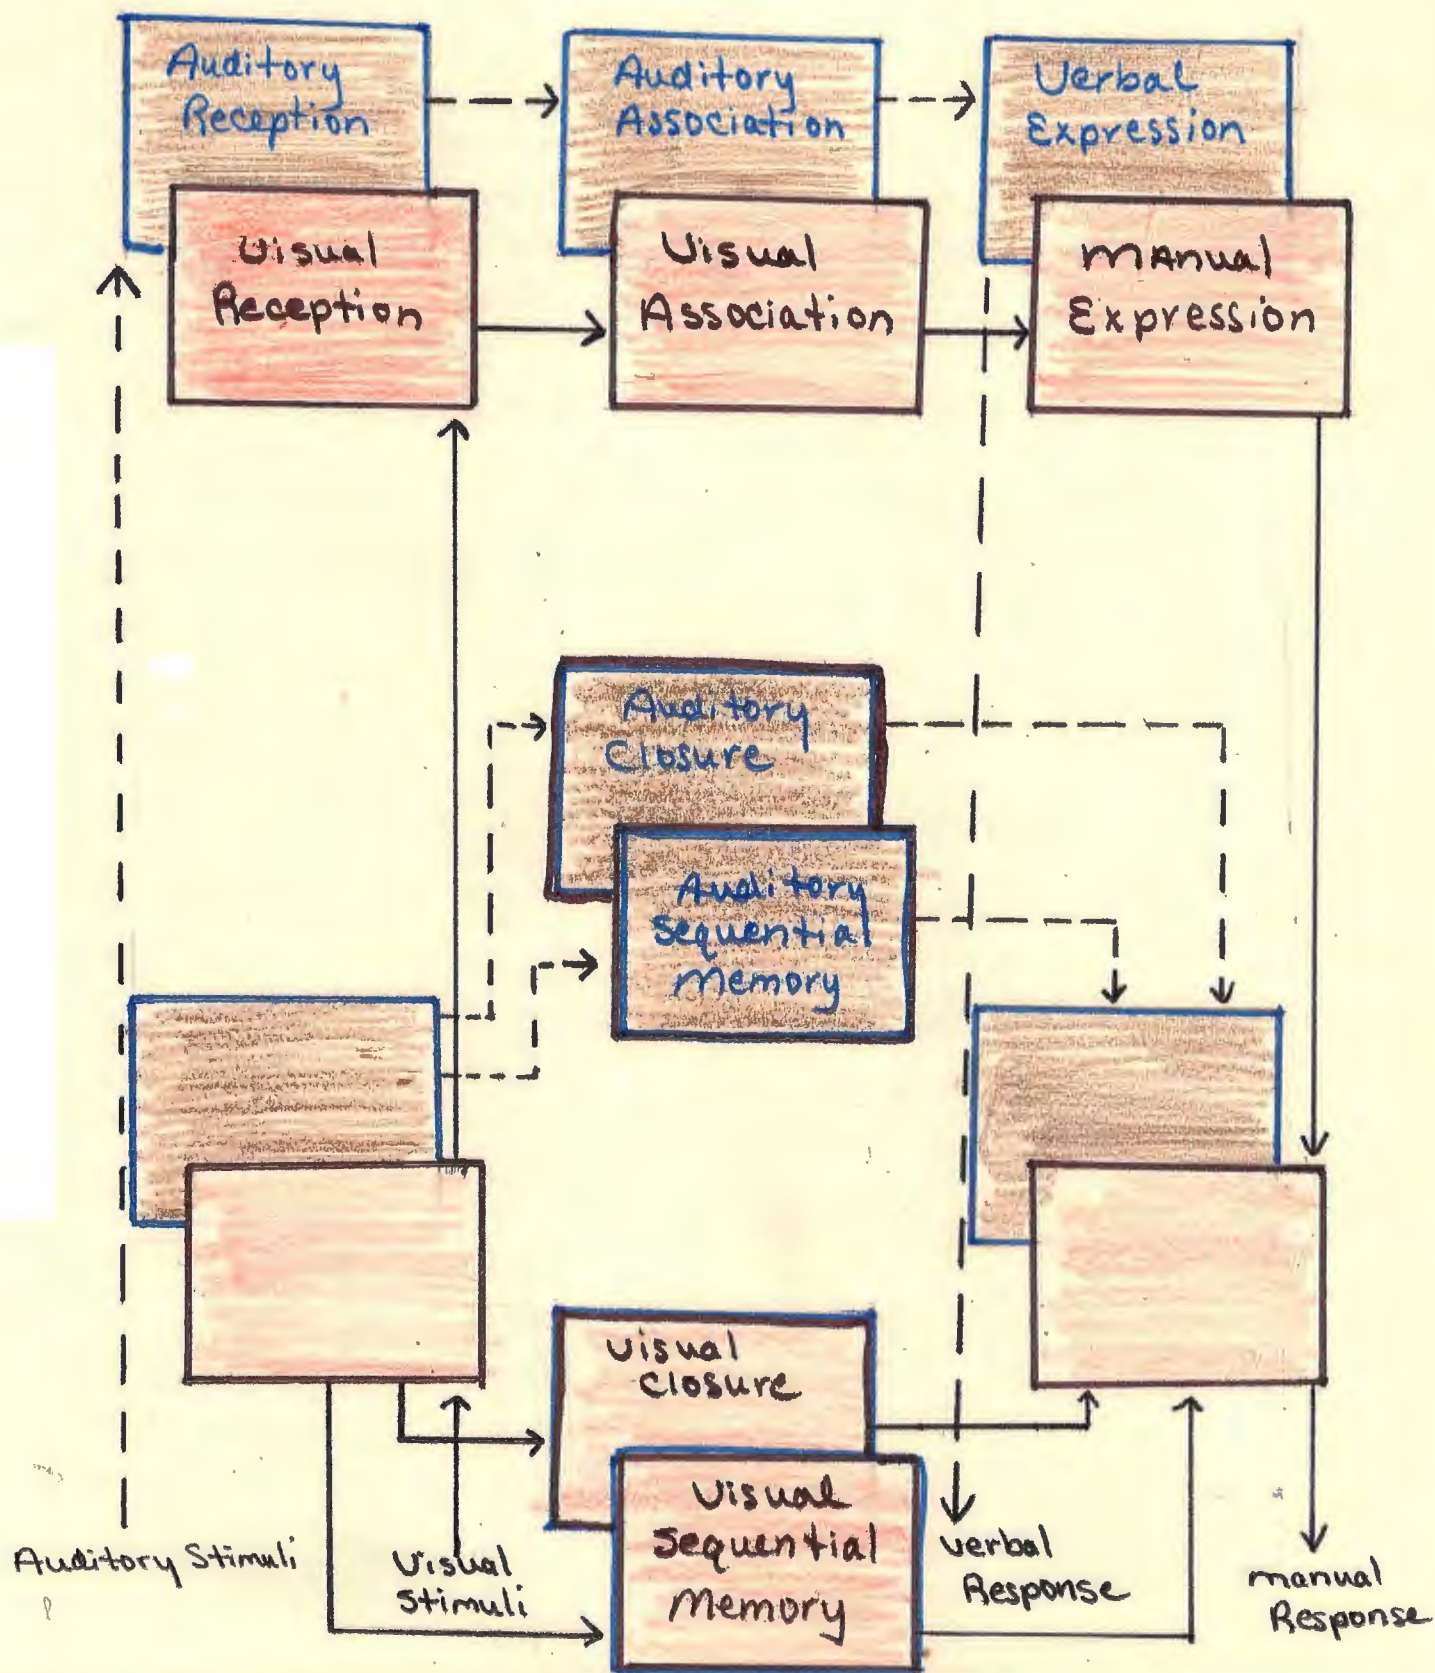 Auditory
Reception
Auditory
Association
Verbal
Expression
Visual
Reception
Visual
Association
Manual
Expression
Auditory
Closure
Auditory
Sequential
Memory
Visual
Closure
Visual
Sequential
Memory
Auditory Stimuli
Visual
Stimuli
Verbal
Response
Manual
Response